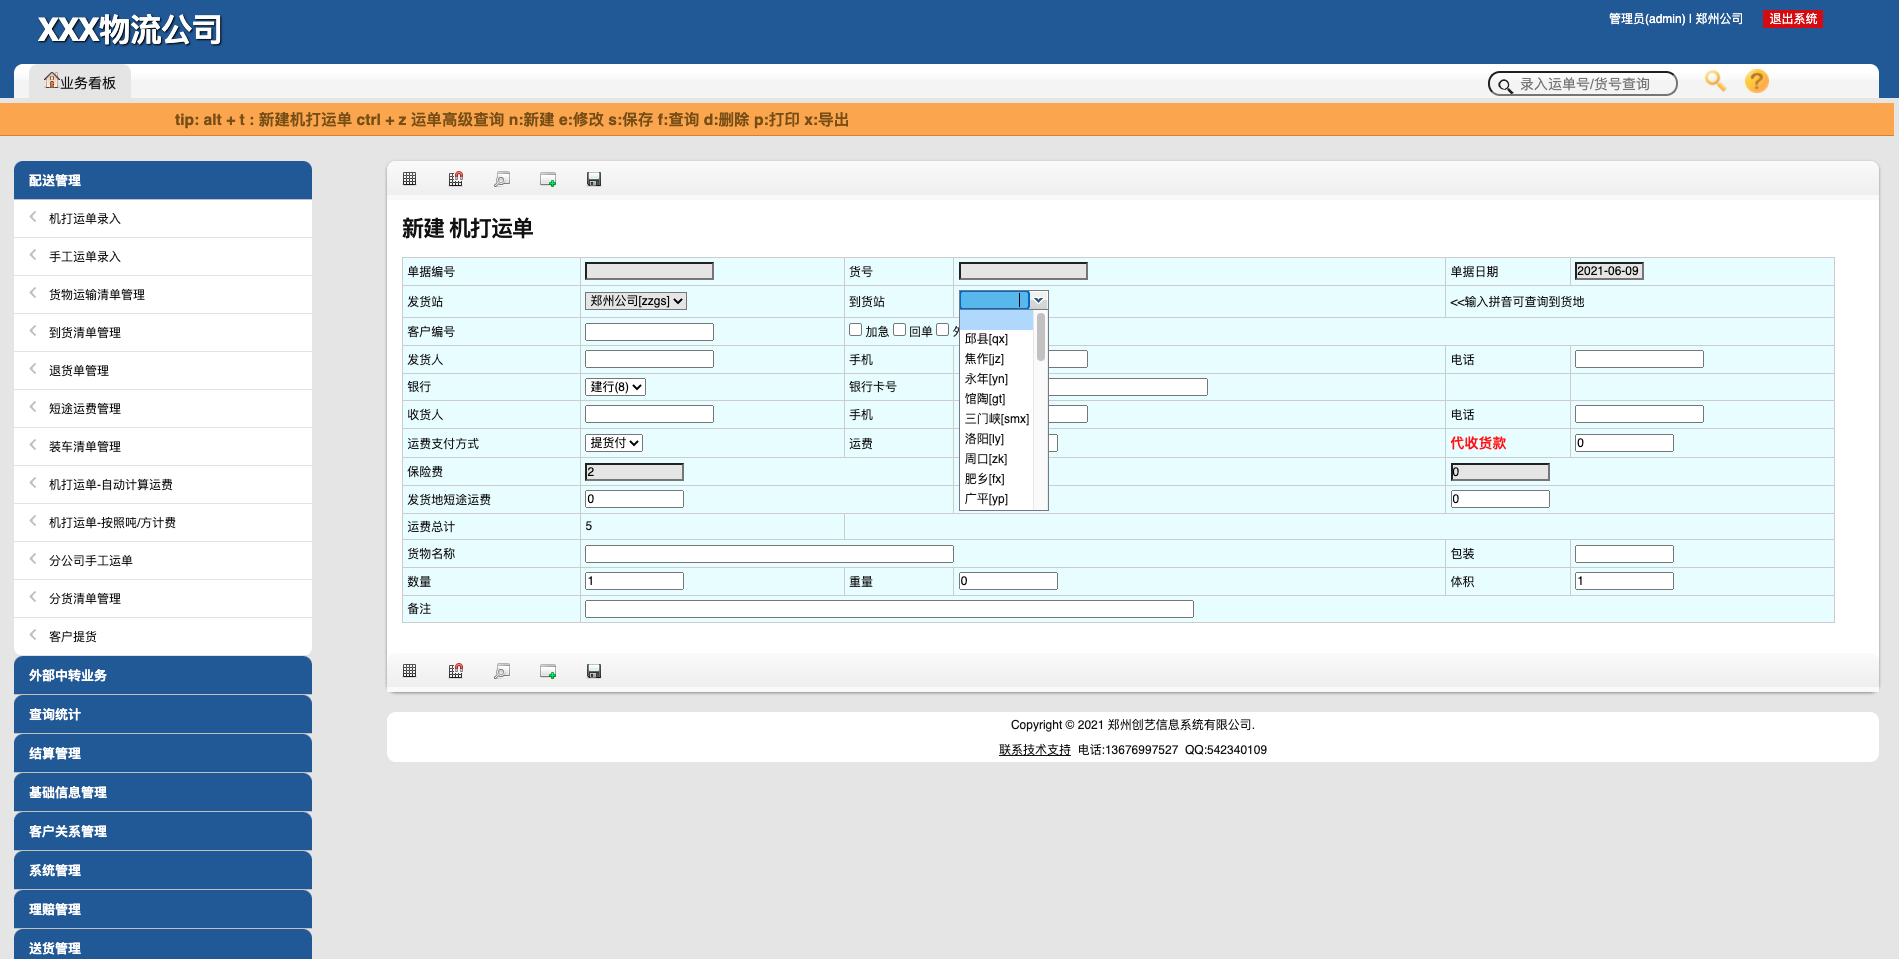 XXX物流公司
管理员(admin) | 郑州公司 退出系统
业务看板
录入运单号/货号查询
tip: alt + t : 新建机打运单 ctrl + z 运单高级查询 n:新建 e:修改 s:保存 f:查询 d:删除 p:打印 x:导出
配送管理
机打运单录入
手工运单录入
货物运输清单管理
到货清单管理
退货单管理
短途运费管理
装车清单管理
机打运单-自动计算运费
机打运单-按照吨/方计费
分公司手工运单
分货清单管理
客户提货
外部中转业务
查询统计
结算管理
基础信息管理
客户关系管理
系统管理
理赔管理
送货管理
新建 机打运单
单据编号 货号 单据日期 2021-06-09
发货站 郑州公司[zzgs] 到货站 <<输入拼音可查询到货地
客户编号 加急 回单
发货人 手机 电话
银行 建行(8) 银行卡号
收货人 手机 电话
运费支付方式 提货付 运费 代收货款 0
保险费 2 0
发货地短途运费 0 0
运费总计 5
货物名称 包装
数量 1 重量 0 体积 1
备注
邱县[qx]
焦作[jz]
永年[yn]
馆陶[gt]
三门峡[smx]
洛阳[ly]
周口[zk]
肥乡[fx]
广平[yp]
Copyright © 2021 郑州创艺信息系统有限公司.
联系技术支持 电话:13676997527 QQ:542340109